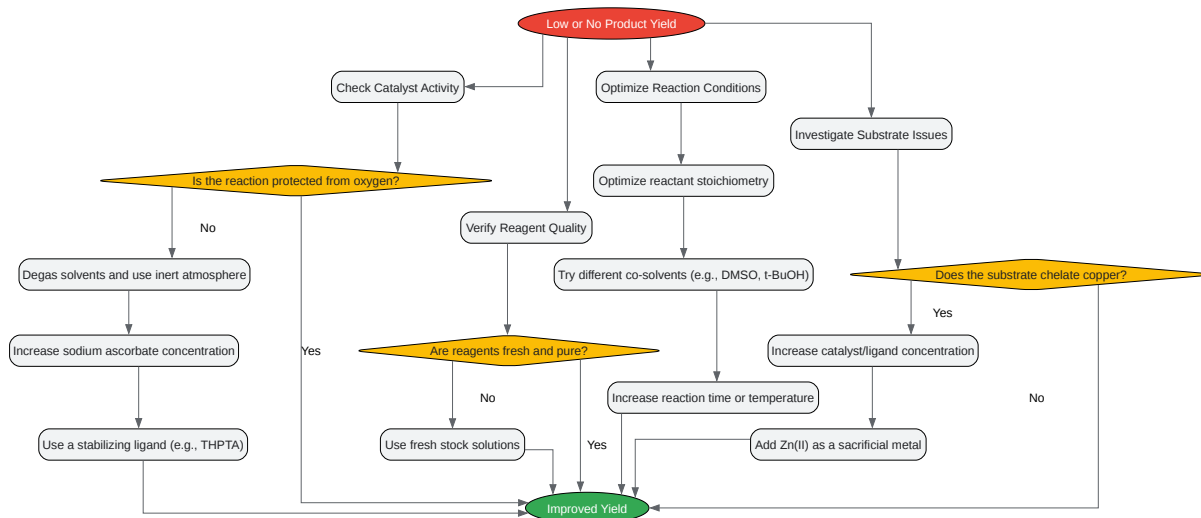 Low or No Product Yield
Check Catalyst Activity
Optimize Reaction Conditions
Investigate Substrate Issues
Is the reaction protected from oxygen?
Optimize reactant stoichiometry
No
Verify Reagent Quality
Degas solvents and use inert atmosphere
Try different co-solvents (e.g., DMSO, t-BuOH)
Does the substrate chelate copper?
Yes
Increase sodium ascorbate concentration
Yes
Are reagents fresh and pure?
Increase catalyst/ligand concentration
No
Increase reaction time or temperature
No
Use a stabilizing ligand (e.g., THPTA)
Use fresh stock solutions
Yes
Add Zn(II) as a sacrificial metal
Improved Yield